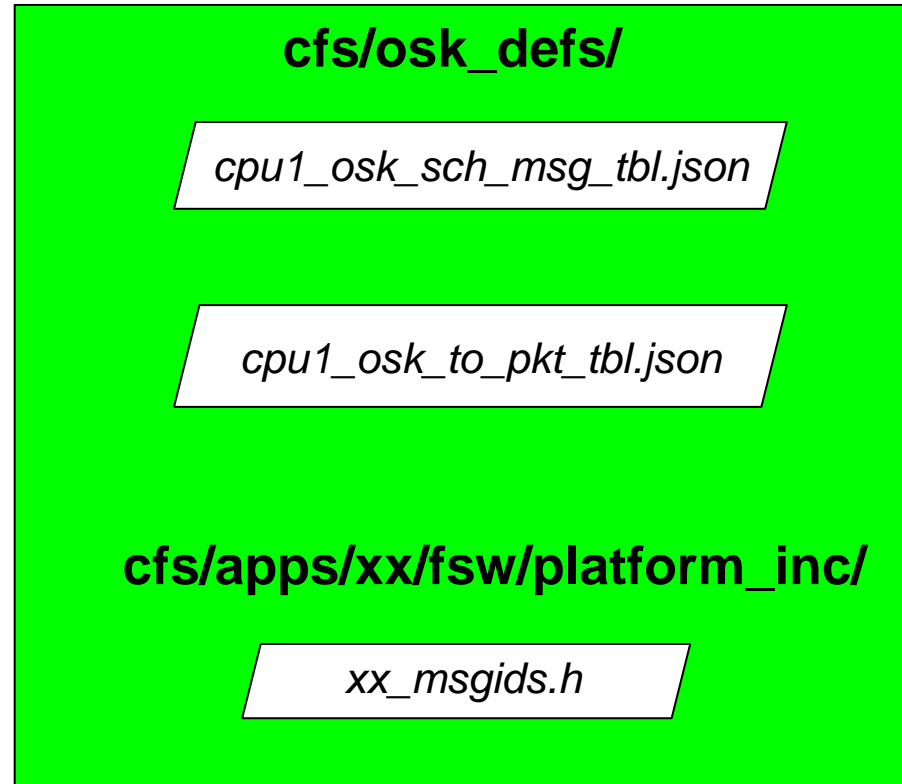 cfs/osk_defs/
cpu1_osk_sch_msg_tbl.json
cpu1_osk_to_pkt_tbl.json
cfs/apps/xx/fsw/platform_inc/
xx_msgids.h